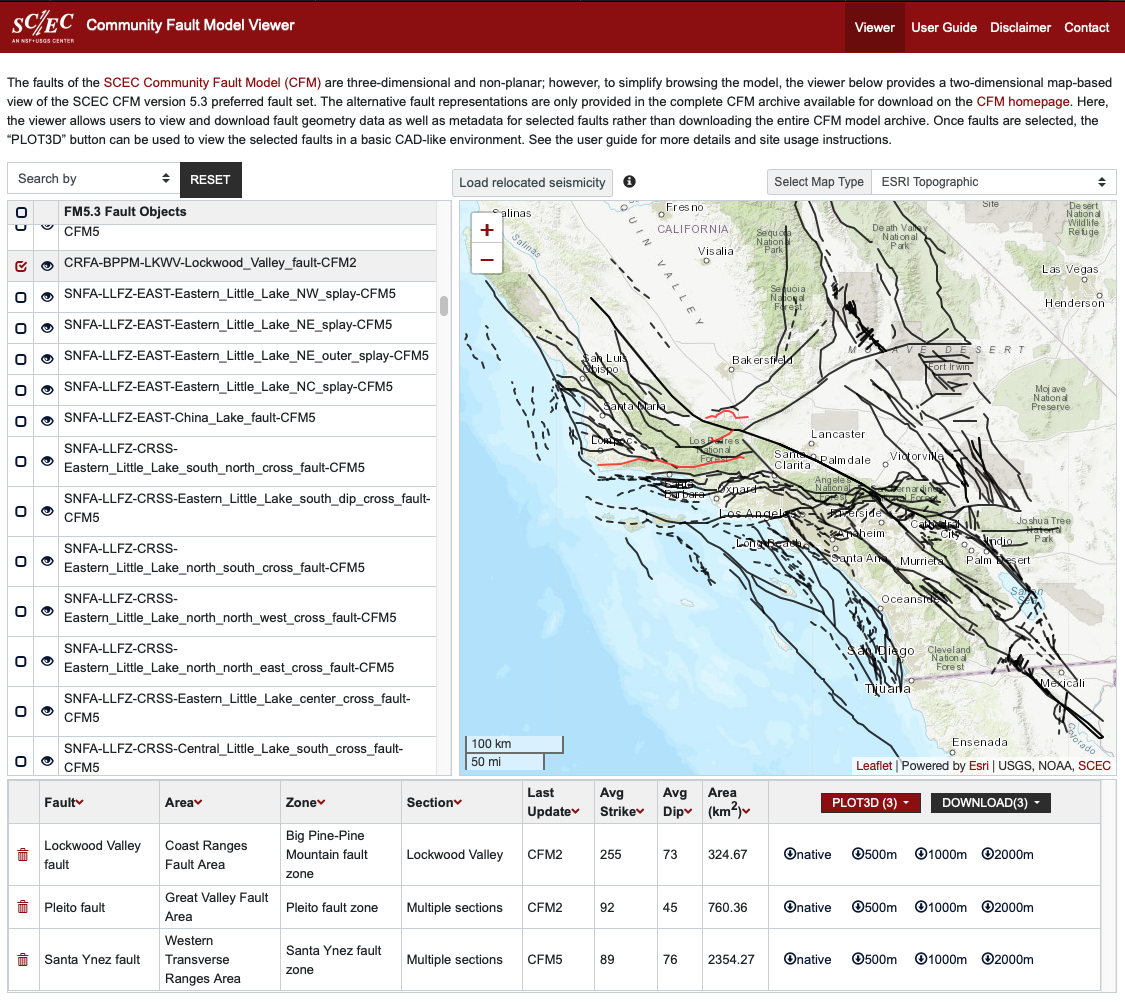 SC/EC
AN NSF+USGS CENTER
Community Fault Model Viewer
Viewer
User Guide
Disclaimer
Contact
The faults of the SCEC Community Fault Model (CFM) are three-dimensional and non-planar; however, to simplify browsing the model, the viewer below provides a two-dimensional map-based
view of the SCEC CFM version 5.3 preferred fault set. The alternative fault representations are only provided in the complete CFM archive available for download on the CFM homepage. Here,
the viewer allows users to view and download fault geometry data as well as metadata for selected faults rather than downloading the entire CFM model archive. Once faults are selected, the
“PLOT3D” button can be used to view the selected faults in a basic CAD-like environment. See the user guide for more details and site usage instructions.
Search by
RESET
Load relocated seismicity
Select Map Type
ESRI Topographic
FM5.3 Fault Objects
CFM5
CRFA-BPPM-LKWV-Lockwood_Valley_fault-CFM2
SNFA-LLFZ-EAST-Eastern_Little_Lake_NW_splay-CFM5
SNFA-LLFZ-EAST-Eastern_Little_Lake_NE_splay-CFM5
SNFA-LLFZ-EAST-Eastern_Little_Lake_NE_outer_splay-CFM5
SNFA-LLFZ-EAST-Eastern_Little_Lake_NC_splay-CFM5
SNFA-LLFZ-EAST-China_Lake_fault-CFM5
SNFA-LLFZ-CRSS-
Eastern_Little_Lake_south_north_cross_fault-CFM5
SNFA-LLFZ-CRSS-Eastern_Little_Lake_south_dip_cross_fault-
CFM5
SNFA-LLFZ-CRSS-
Eastern_Little_Lake_north_south_cross_fault-CFM5
SNFA-LLFZ-CRSS-
Eastern_Little_Lake_north_north_west_cross_fault-CFM5
SNFA-LLFZ-CRSS-
Eastern_Little_Lake_north_north_east_cross_fault-CFM5
SNFA-LLFZ-CRSS-Eastern_Little_Lake_center_cross_fault-
CFM5
SNFA-LLFZ-CRSS-Central_Little_Lake_south_cross_fault-
CFM5
+
−
Salinas
Salinas
Fresno
CALIFORNIA
Visalia
Sequoia
National
Park
Sequoia
National
Forest
Death Valley
National
Park
Site
Desert
National
Wildlife
Refuge
Las Vegas
Henderson
UIN VALLEY
San Luis
Obispo
Bakersfield
MOJAVE DESERT
Fort Irwin
Mojave
National
Preserve
Santa Maria
Lompoc
Los Padres
National
Forest
Lancaster
Santa
Clarita
Palmdale
Victorville
Santa
Barbara
Oxnard
Angeles
National
Forest
San Bernardino
National Forest
Los Angeles
Riverside
Cathedral
City
Joshua Tree
National
Park
Long Beach
Anaheim
Santa Ana
Indio
Murrieta
Palm Desert
Salton
Sea
Oceanside
San Diego
Cleveland
National
Forest
Tijuana
Mexicali
Ensenada
Colorado
100 km
50 mi
Leaflet | Powered by Esri | USGS, NOAA, SCEC
Fault
Area
Zone
Section
Last
Update
Avg
Strike
Avg
Dip
Area
(km2)
PLOT3D (3)
DOWNLOAD(3)
Lockwood Valley
fault
Coast Ranges
Fault Area
Big Pine-Pine
Mountain fault
zone
Lockwood Valley
CFM2
255
73
324.67
native
500m
1000m
2000m
Pleito fault
Great Valley Fault
Area
Pleito fault zone
Multiple sections
CFM2
92
45
760.36
native
500m
1000m
2000m
Santa Ynez fault
Western
Transverse
Ranges Area
Santa Ynez fault
zone
Multiple sections
CFM5
89
76
2354.27
native
500m
1000m
2000m